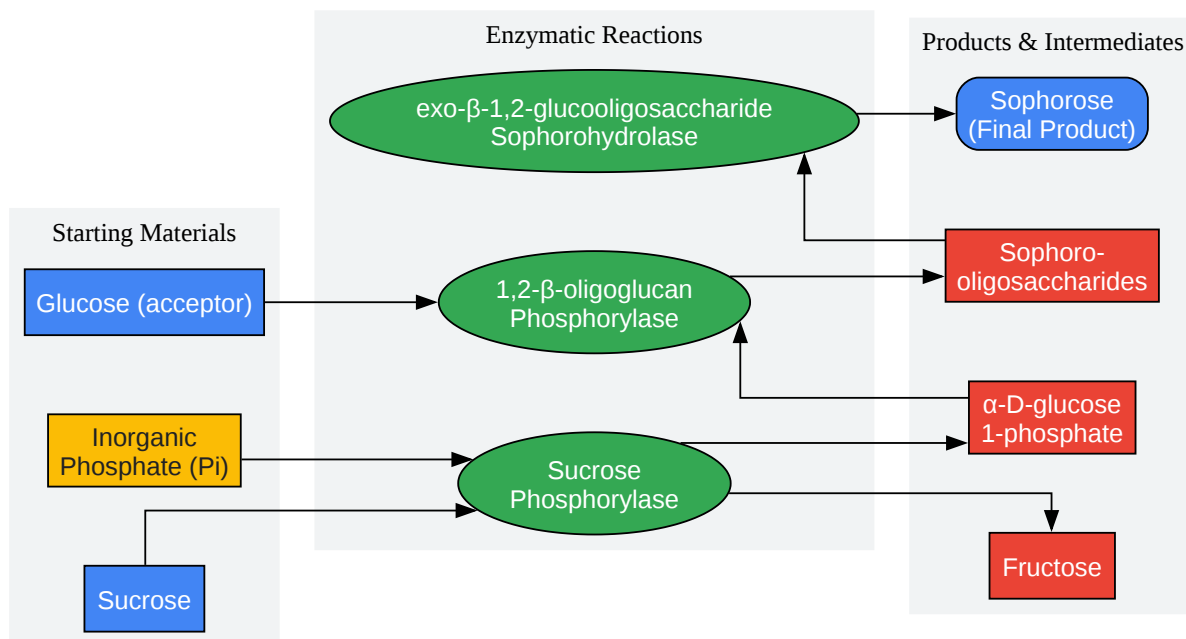 Starting Materials
Glucose (acceptor)
Inorganic
Phosphate (Pi)
Sucrose
Enzymatic Reactions
exo-β-1,2-glucooligosaccharide
Sophorohydrolase
1,2-β-oligoglucan
Phosphorylase
Sucrose
Phosphorylase
Products & Intermediates
Sophorose
(Final Product)
Sophoro-
oligosaccharides
α-D-glucose
1-phosphate
Fructose